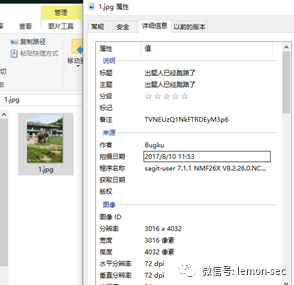 管理
1.jpg 属性
享
查看
图片工具
常规 安全 详细信息 以前的版本
复制路径
粘贴快捷方式
移动到
属性 值
说明
标题 出题人已经跑路了
主题 出题人已经跑路了
分级 ☆☆☆☆☆
标记
备注 TVNEUzQ1NkFTRDEyM3p6
来源
作者 Bugku
拍摄日期 2017/8/10 11:53
程序名称 sagit-user 7.1.1 NMF26X V8.2.26.0.NC...
获取日期
版权
图像
图像 ID
分辨率 3016 x 4032
宽度 3016 像素
高度 4032 像素
水平分辨率 72 dpi
垂直分辨率 72 dpi
1.jpg
1.jpg
微信号: lemon-sec